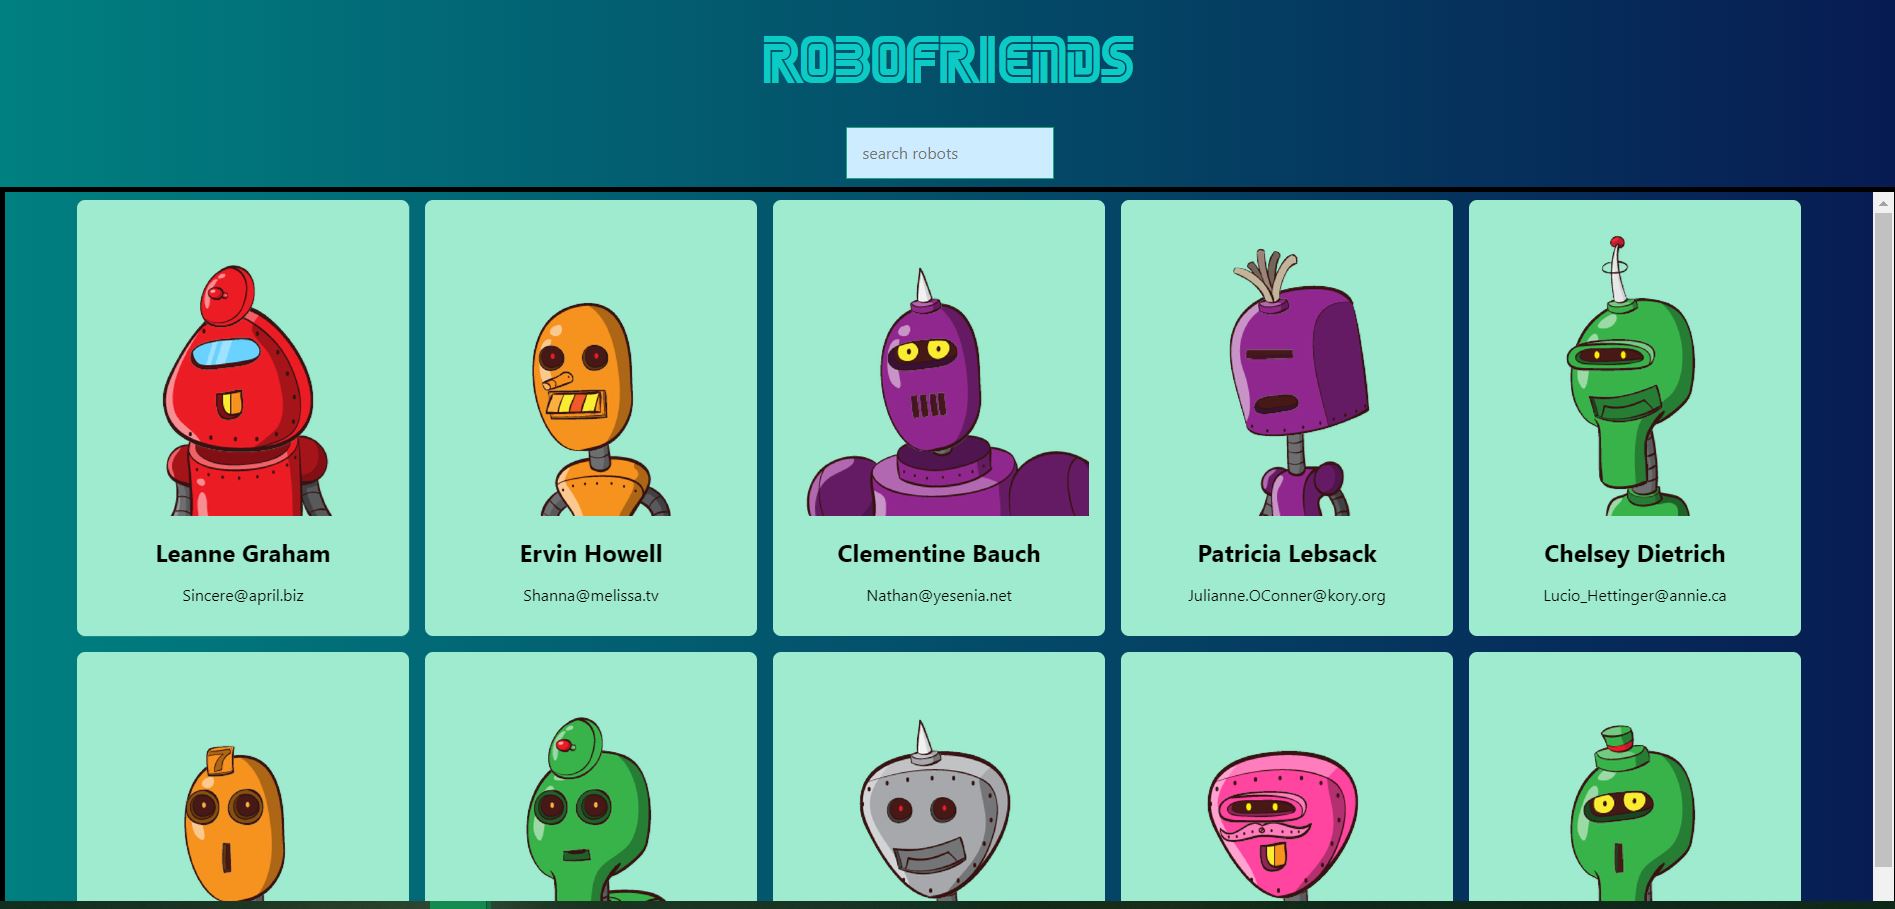 ROBOFRIENDS
search robots
Leanne Graham
Ervin Howell
Clementine Bauch
Patricia Lebsack
Chelsey Dietrich
Sincere@april.biz
Shanna@melissa.tv
Nathan@yesenia.net
Julianne.OConner@kory.org
Lucio_Hettinger@annie.ca
7